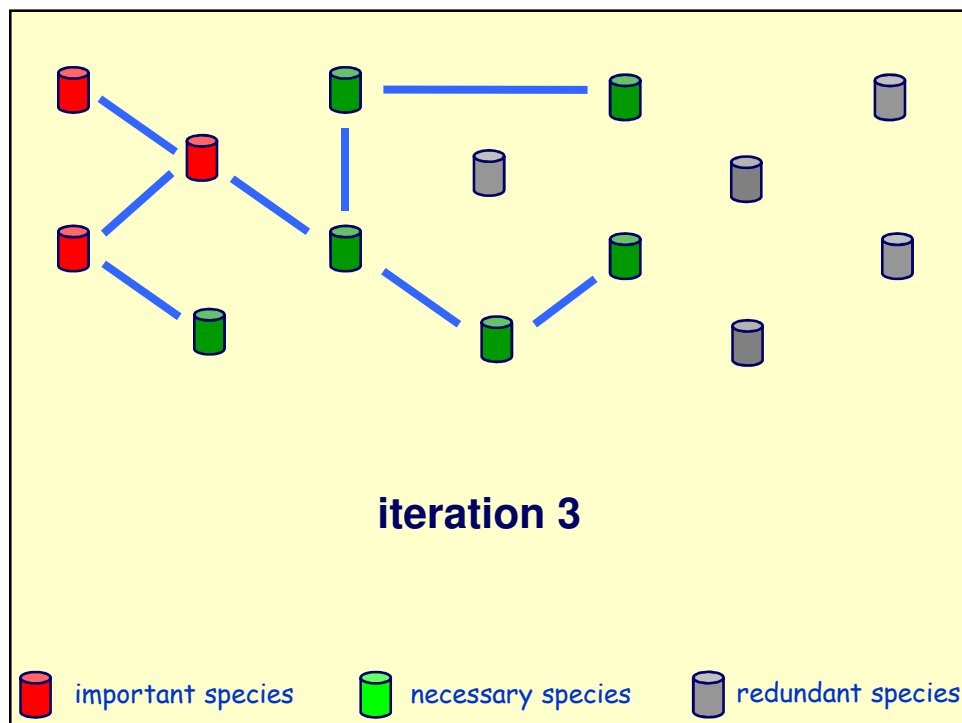 iteration 3
important species necessary species redundant species